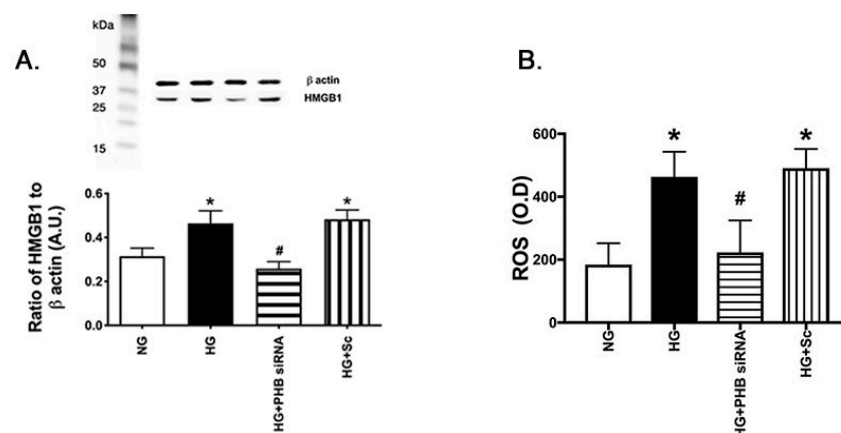 A.
kDa
50
37
25
15
β actin
HMGB1
Ratio of HMGB1 to
β actin (A.U.)
0.6
0.4
0.2
0.0
*
#
*
NG
HG
HG+PHB siRNA
HG+Sc
B.
ROS (O.D)
600
400
200
0
*
#
*
NG
HG
HG+PHB siRNA
HG+Sc